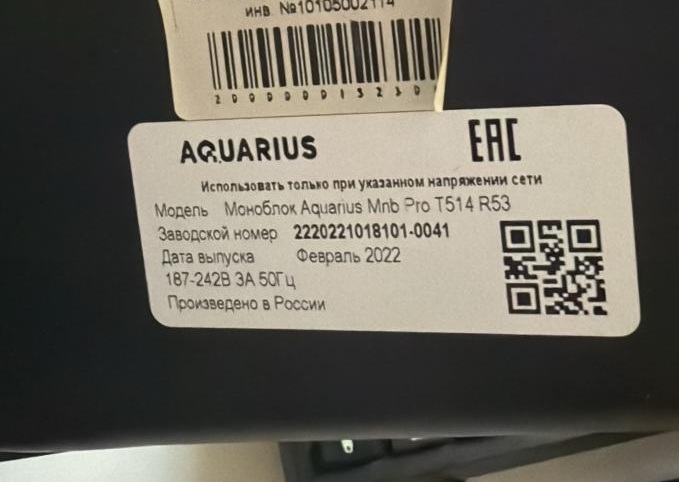 инв №10105002114
2000000132301
AQUARIUS EAC
Использовать только при указанном напряжении сети
Модель Моноблок Aquarius Mnb Pro T514 R53
Заводской номер 2220221018101-0041
Дата выпуска Февраль 2022
187-242В 3А 50Гц
Произведено в России